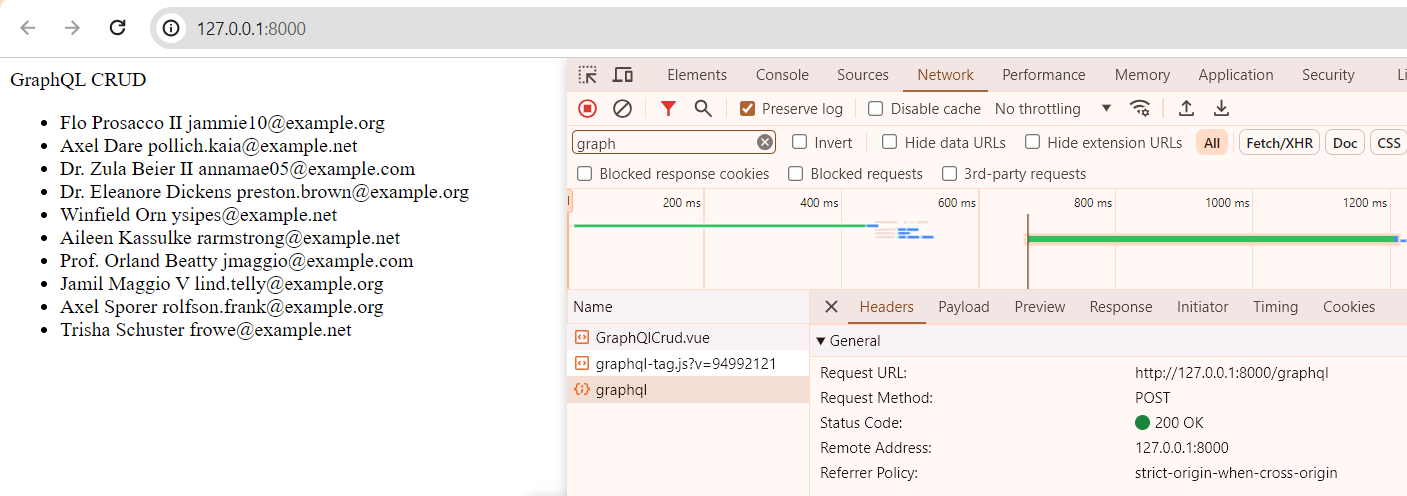 127.0.0.1:8000
GraphQL CRUD
Flo Prosacco II jammie10@example.org
Axel Dare pollich.kaia@example.net
Dr. Zula Beier II annamae05@example.com
Dr. Eleanore Dickens preston.brown@example.org
Winfield Orn ysipes@example.net
Aileen Kassulke rarmstrong@example.net
Prof. Orland Beatty jmaggio@example.com
Jamil Maggio V lind.telly@example.org
Axel Sporer rolfson.frank@example.org
Trisha Schuster frowe@example.net
Elements Console Sources Network Performance Memory Application Security Li
Preserve log Disable cache No throttling
graph Invert Hide data URLs Hide extension URLs All Fetch/XHR Doc CSS
Blocked response cookies Blocked requests 3rd-party requests
200 ms 400 ms 600 ms 800 ms 1000 ms 1200 ms
Name Headers Payload Preview Response Initiator Timing Cookies
GraphQlCrud.vue
graphql-tag.js?v=94992121
graphql
General
Request URL: http://127.0.0.1:8000/graphql
Request Method: POST
Status Code: 200 OK
Remote Address: 127.0.0.1:8000
Referrer Policy: strict-origin-when-cross-origin